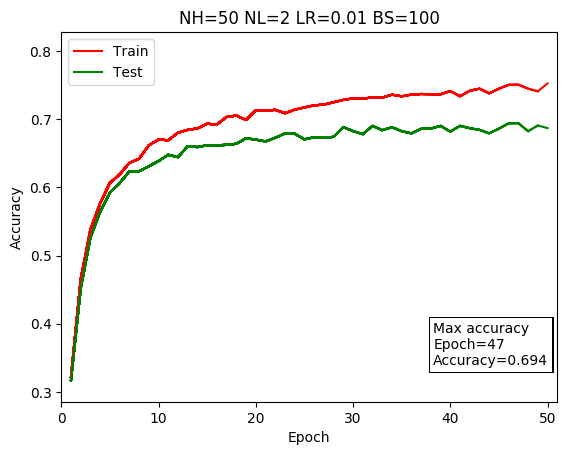 NH=50 NL=2 LR=0.01 BS=100
Train
Test
0.8
0.7
0.6
0.5
0.4
0.3
Accuracy
Max accuracy
Epoch=47
Accuracy=0.694
0
10
20
30
40
50
Epoch